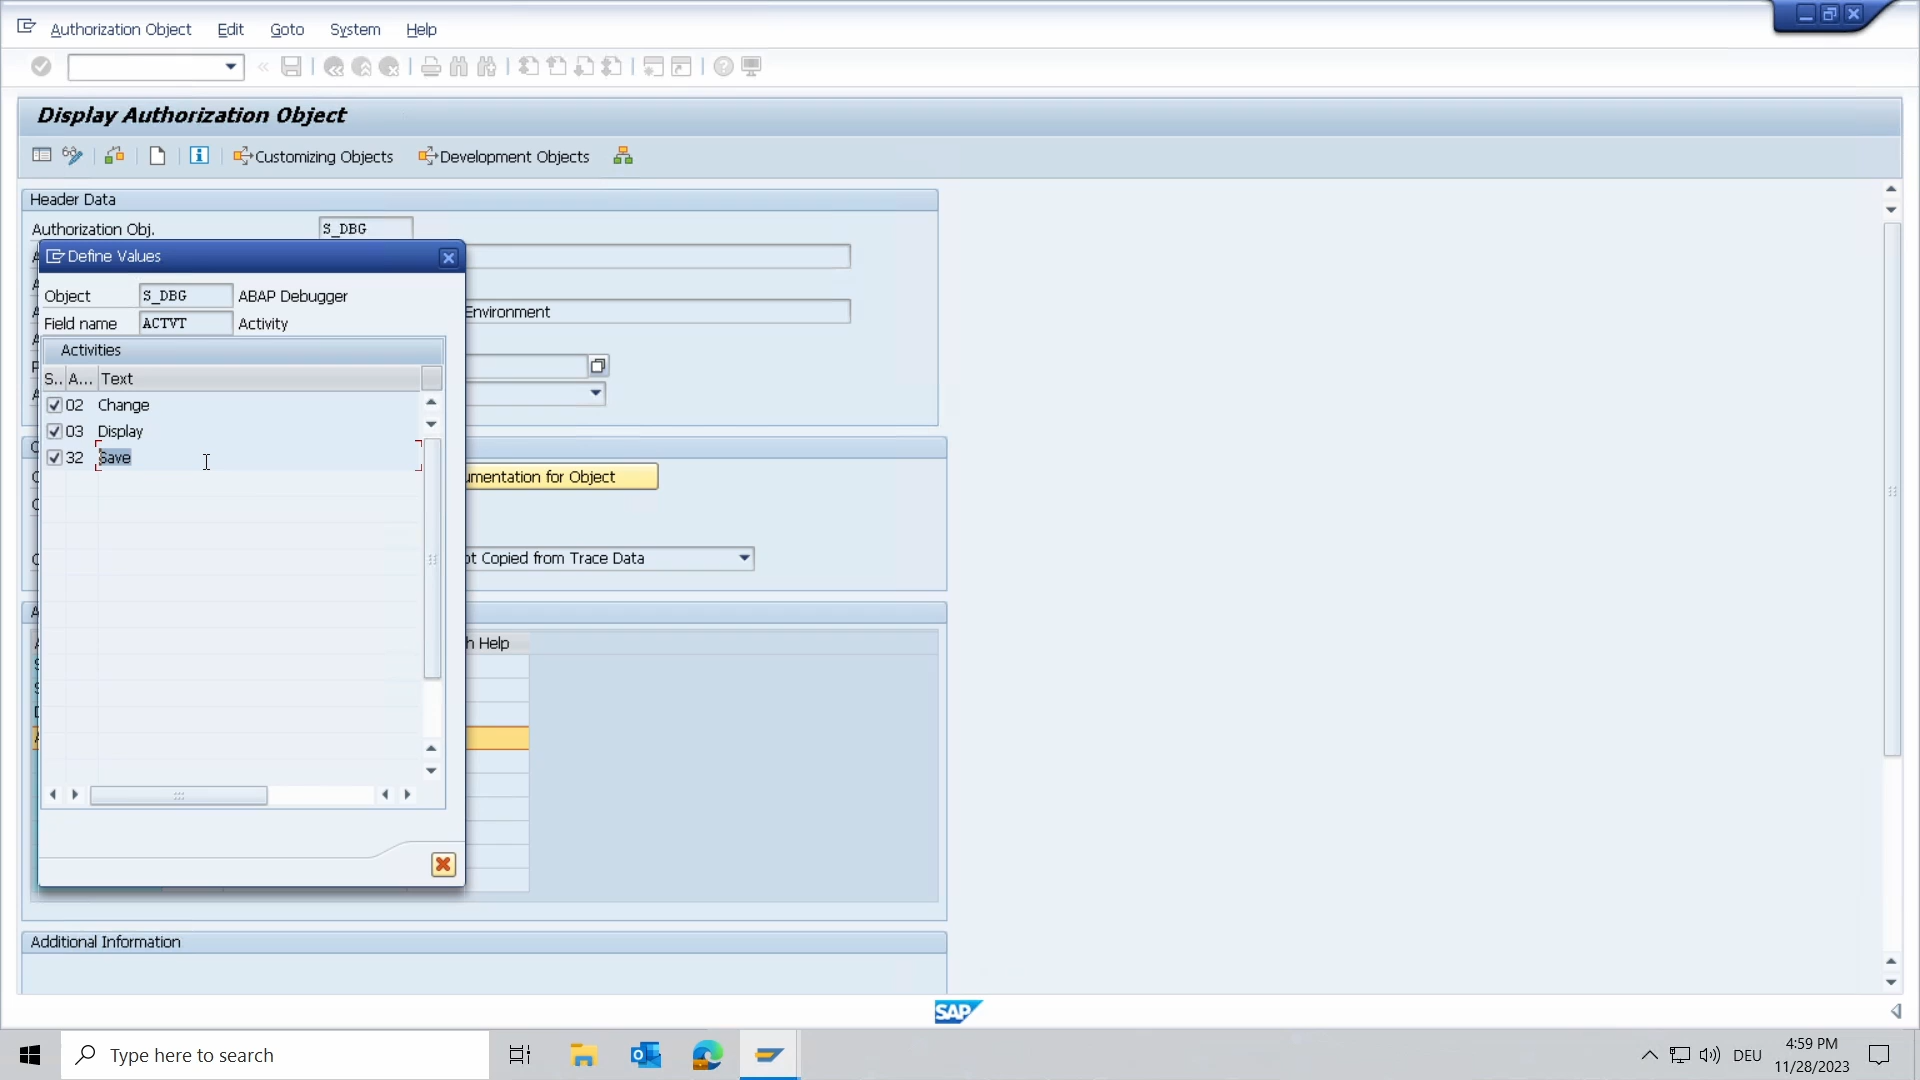 Authorization Object Edit Goto System Help
Display Authorization Object
Customizing Objects Development Objects
Header Data
Authorization Obj. S_DBG
Define Values
Object S_DBG ABAP Debugger
Field name ACTVT Activity
Environment
Activities
S.. A... Text
02 Change
03 Display
32 Save
umentation for Object
ot Copied from Trace Data
h Help
Additional Information
SAP
Type here to search
DEU
4:59 PM
11/28/2023